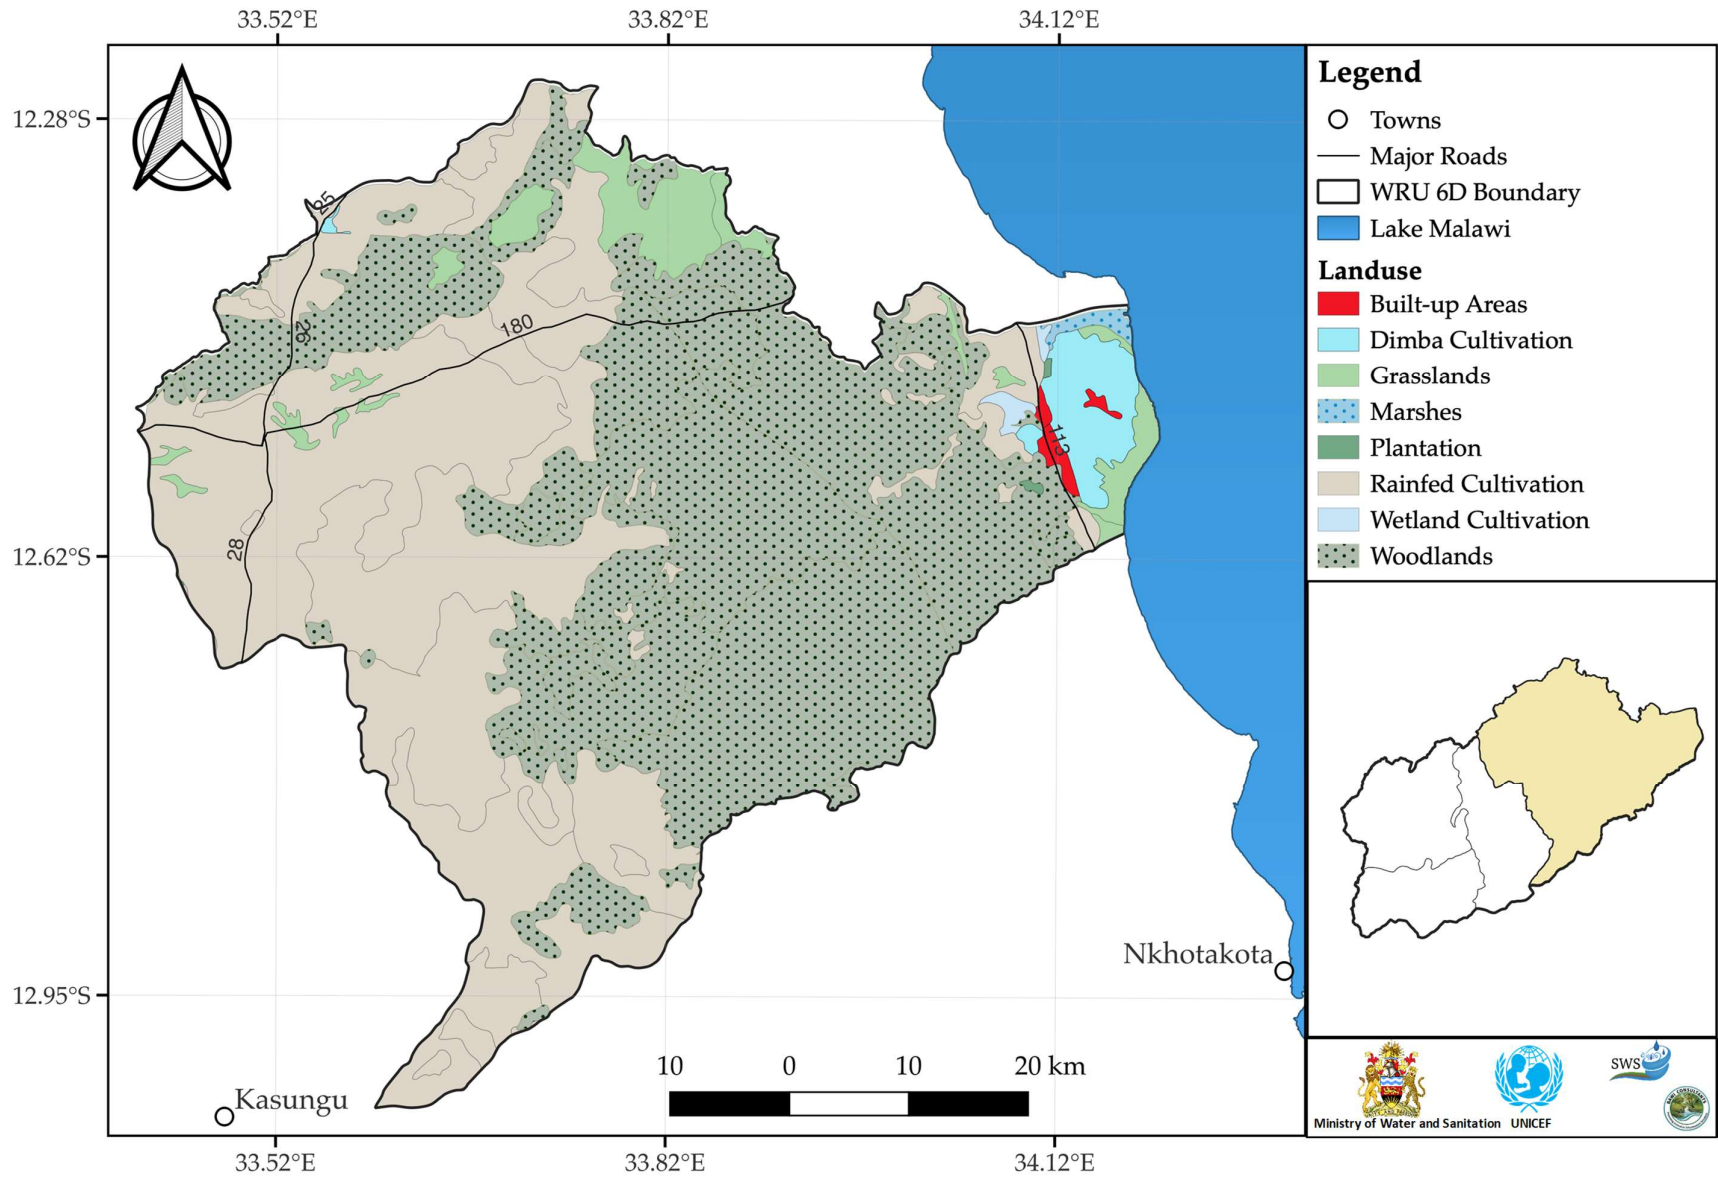 33.52°E 33.82°E 34.12°E
12.28°S
12.62°S
12.95°S
25
26
180
28
113
Nkhotakota
Kasungu
10 0 10 20 km
33.52°E 33.82°E 34.12°E
Legend
Towns
Major Roads
WRU 6D Boundary
Lake Malawi
Landuse
Built-up Areas
Dimba Cultivation
Grasslands
Marshes
Plantation
Rainfed Cultivation
Wetland Cultivation
Woodlands
SWS
Ministry of Water and Sanitation UNICEF